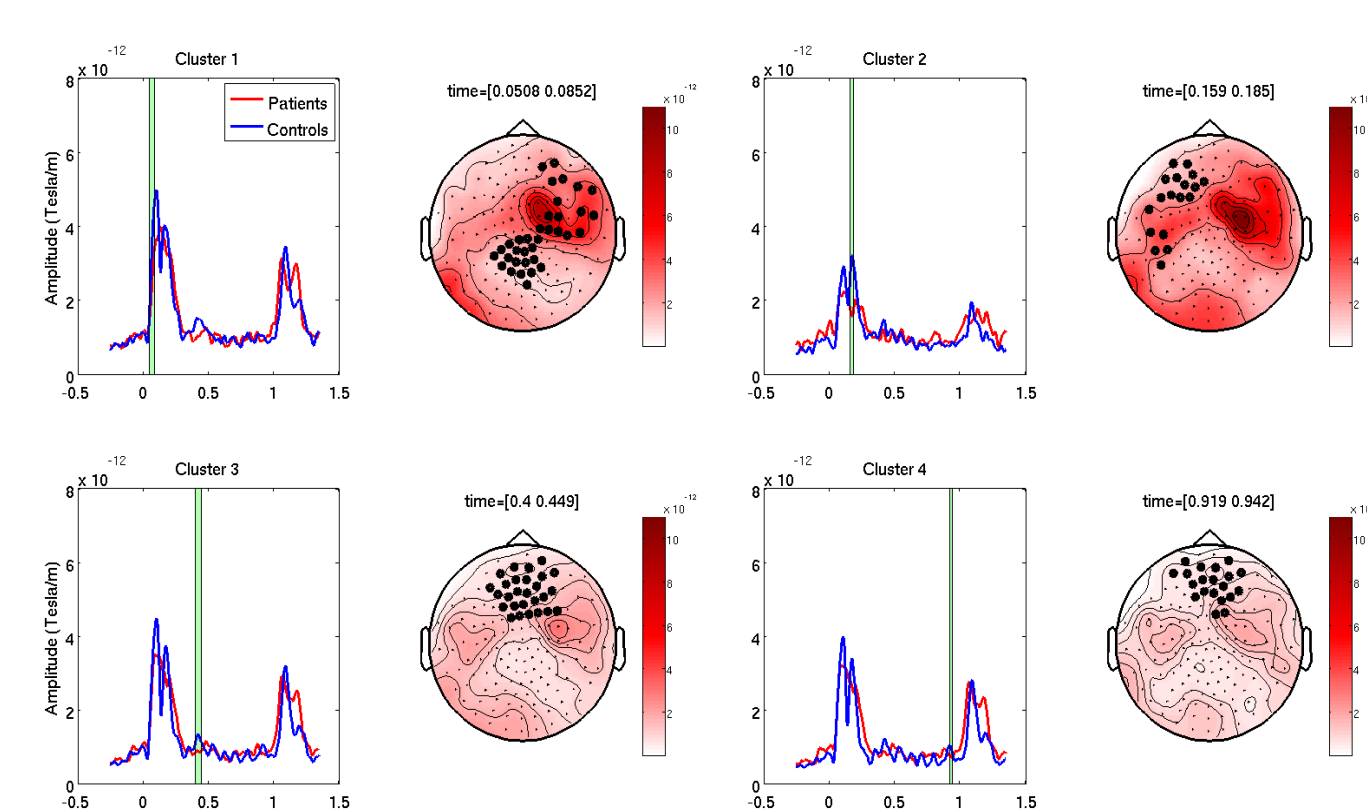 Cluster 1
x 10 -12
8
6
4
2
0
-0.5 0 0.5 1 1.5
Amplitude (Tesla/m)
Patients
Controls
time=[0.0508 0.0852]
x 10 -12
10
8
6
4
2
Cluster 2
x 10 -12
8
6
4
2
0
-0.5 0 0.5 1 1.5
time=[0.159 0.185]
x 1
10
8
6
4
2
Cluster 3
x 10 -12
8
6
4
2
0
-0.5 0 0.5 1 1.5
Amplitude (Tesla/m)
time=[0.4 0.449]
x 10 -12
10
8
6
4
2
Cluster 4
x 10 -12
8
6
4
2
0
-0.5 0 0.5 1 1.5
time=[0.919 0.942]
x 1
10
8
6
4
2